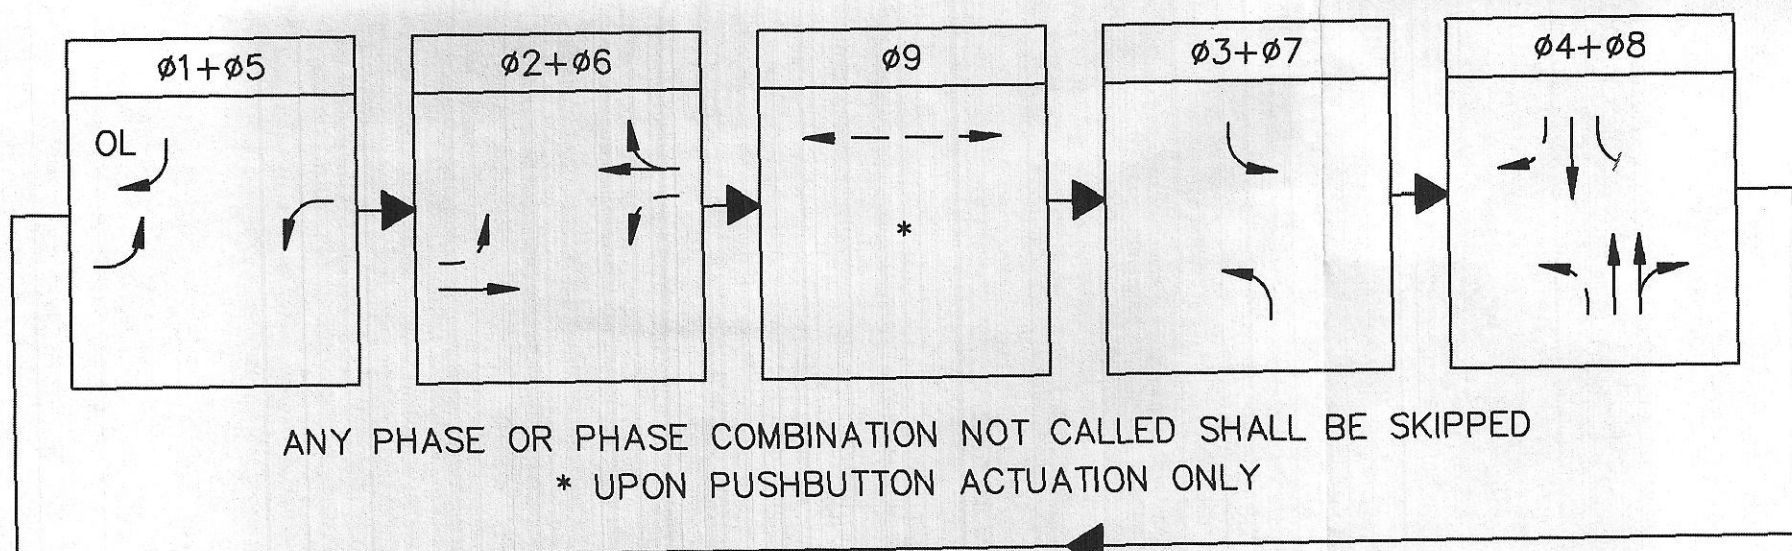 ø1+ø5
ø2+ø6
ø9
ø3+ø7
ø4+ø8
OL
*
ANY PHASE OR PHASE COMBINATION NOT CALLED SHALL BE SKIPPED
* UPON PUSHBUTTON ACTUATION ONLY